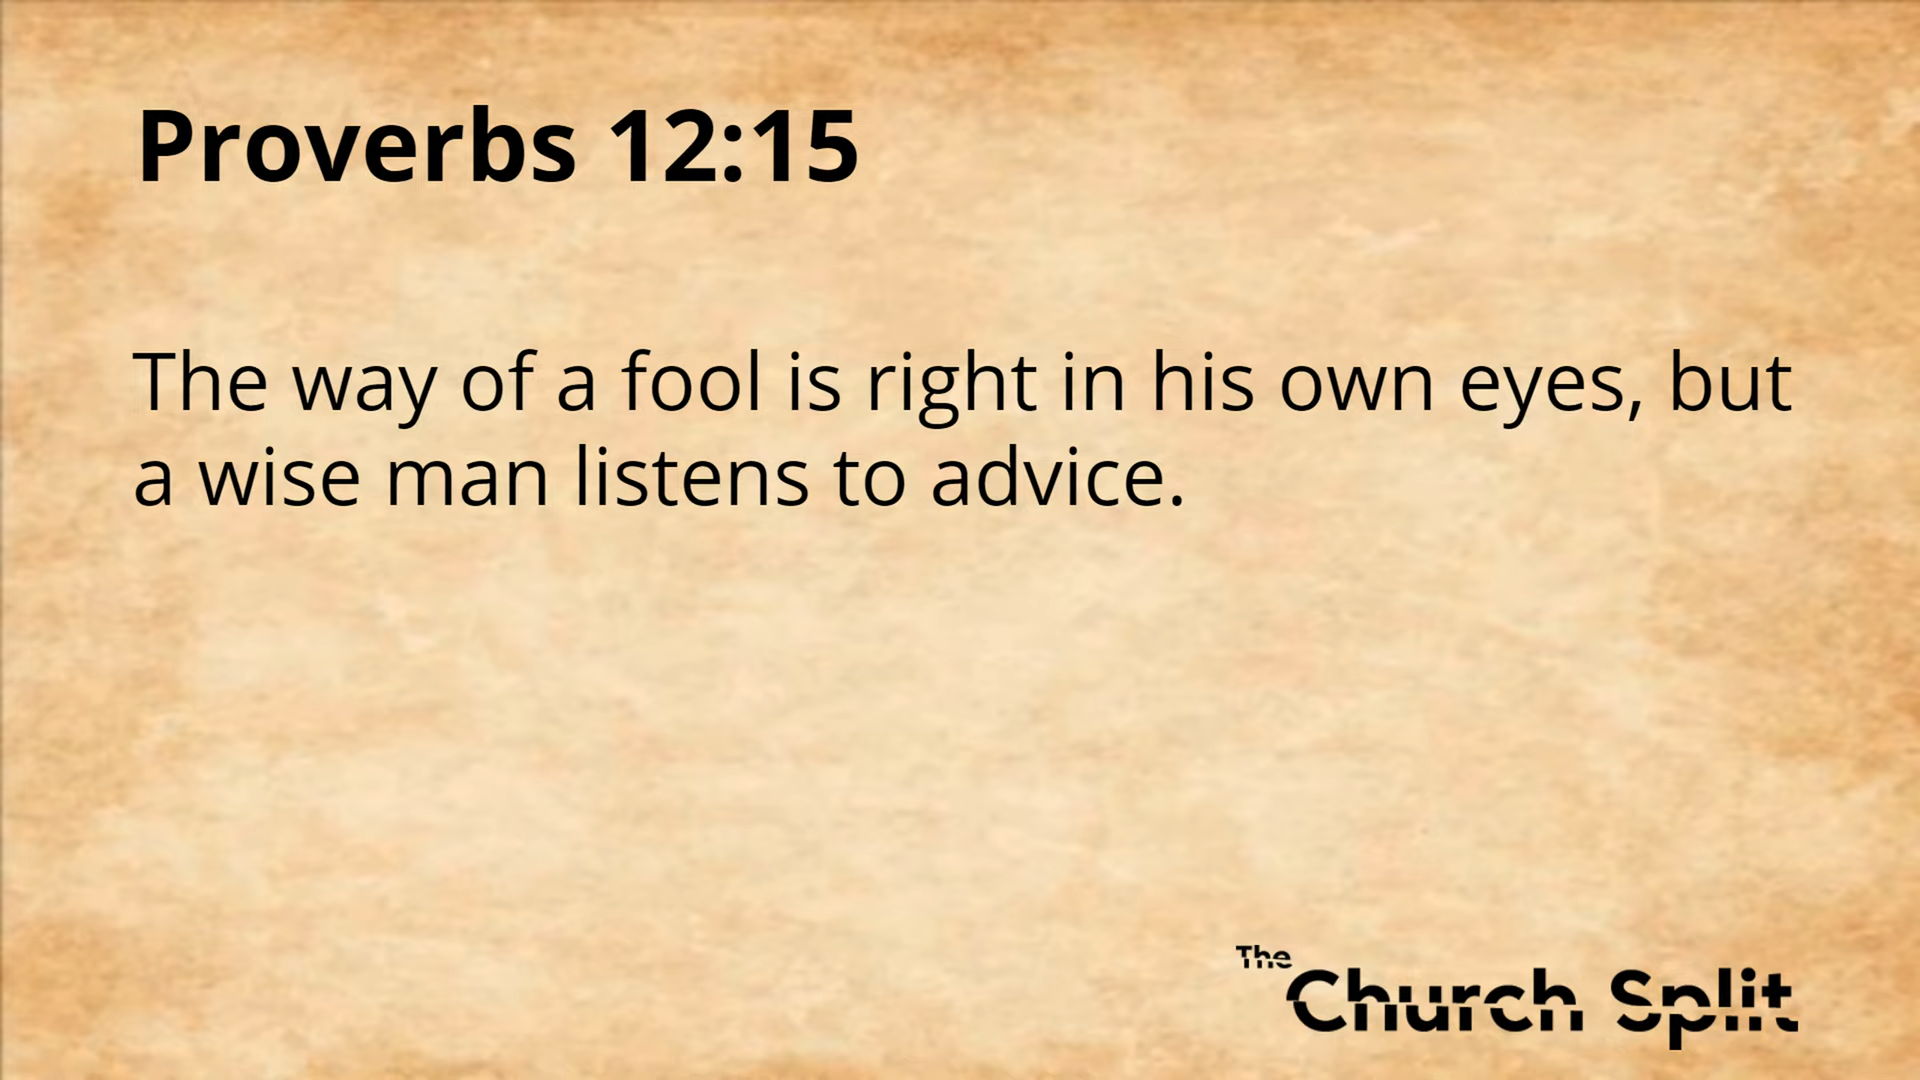 Proverbs 12:15
The way of a fool is right in his own eyes, but
a wise man listens to advice.
The
Church Split